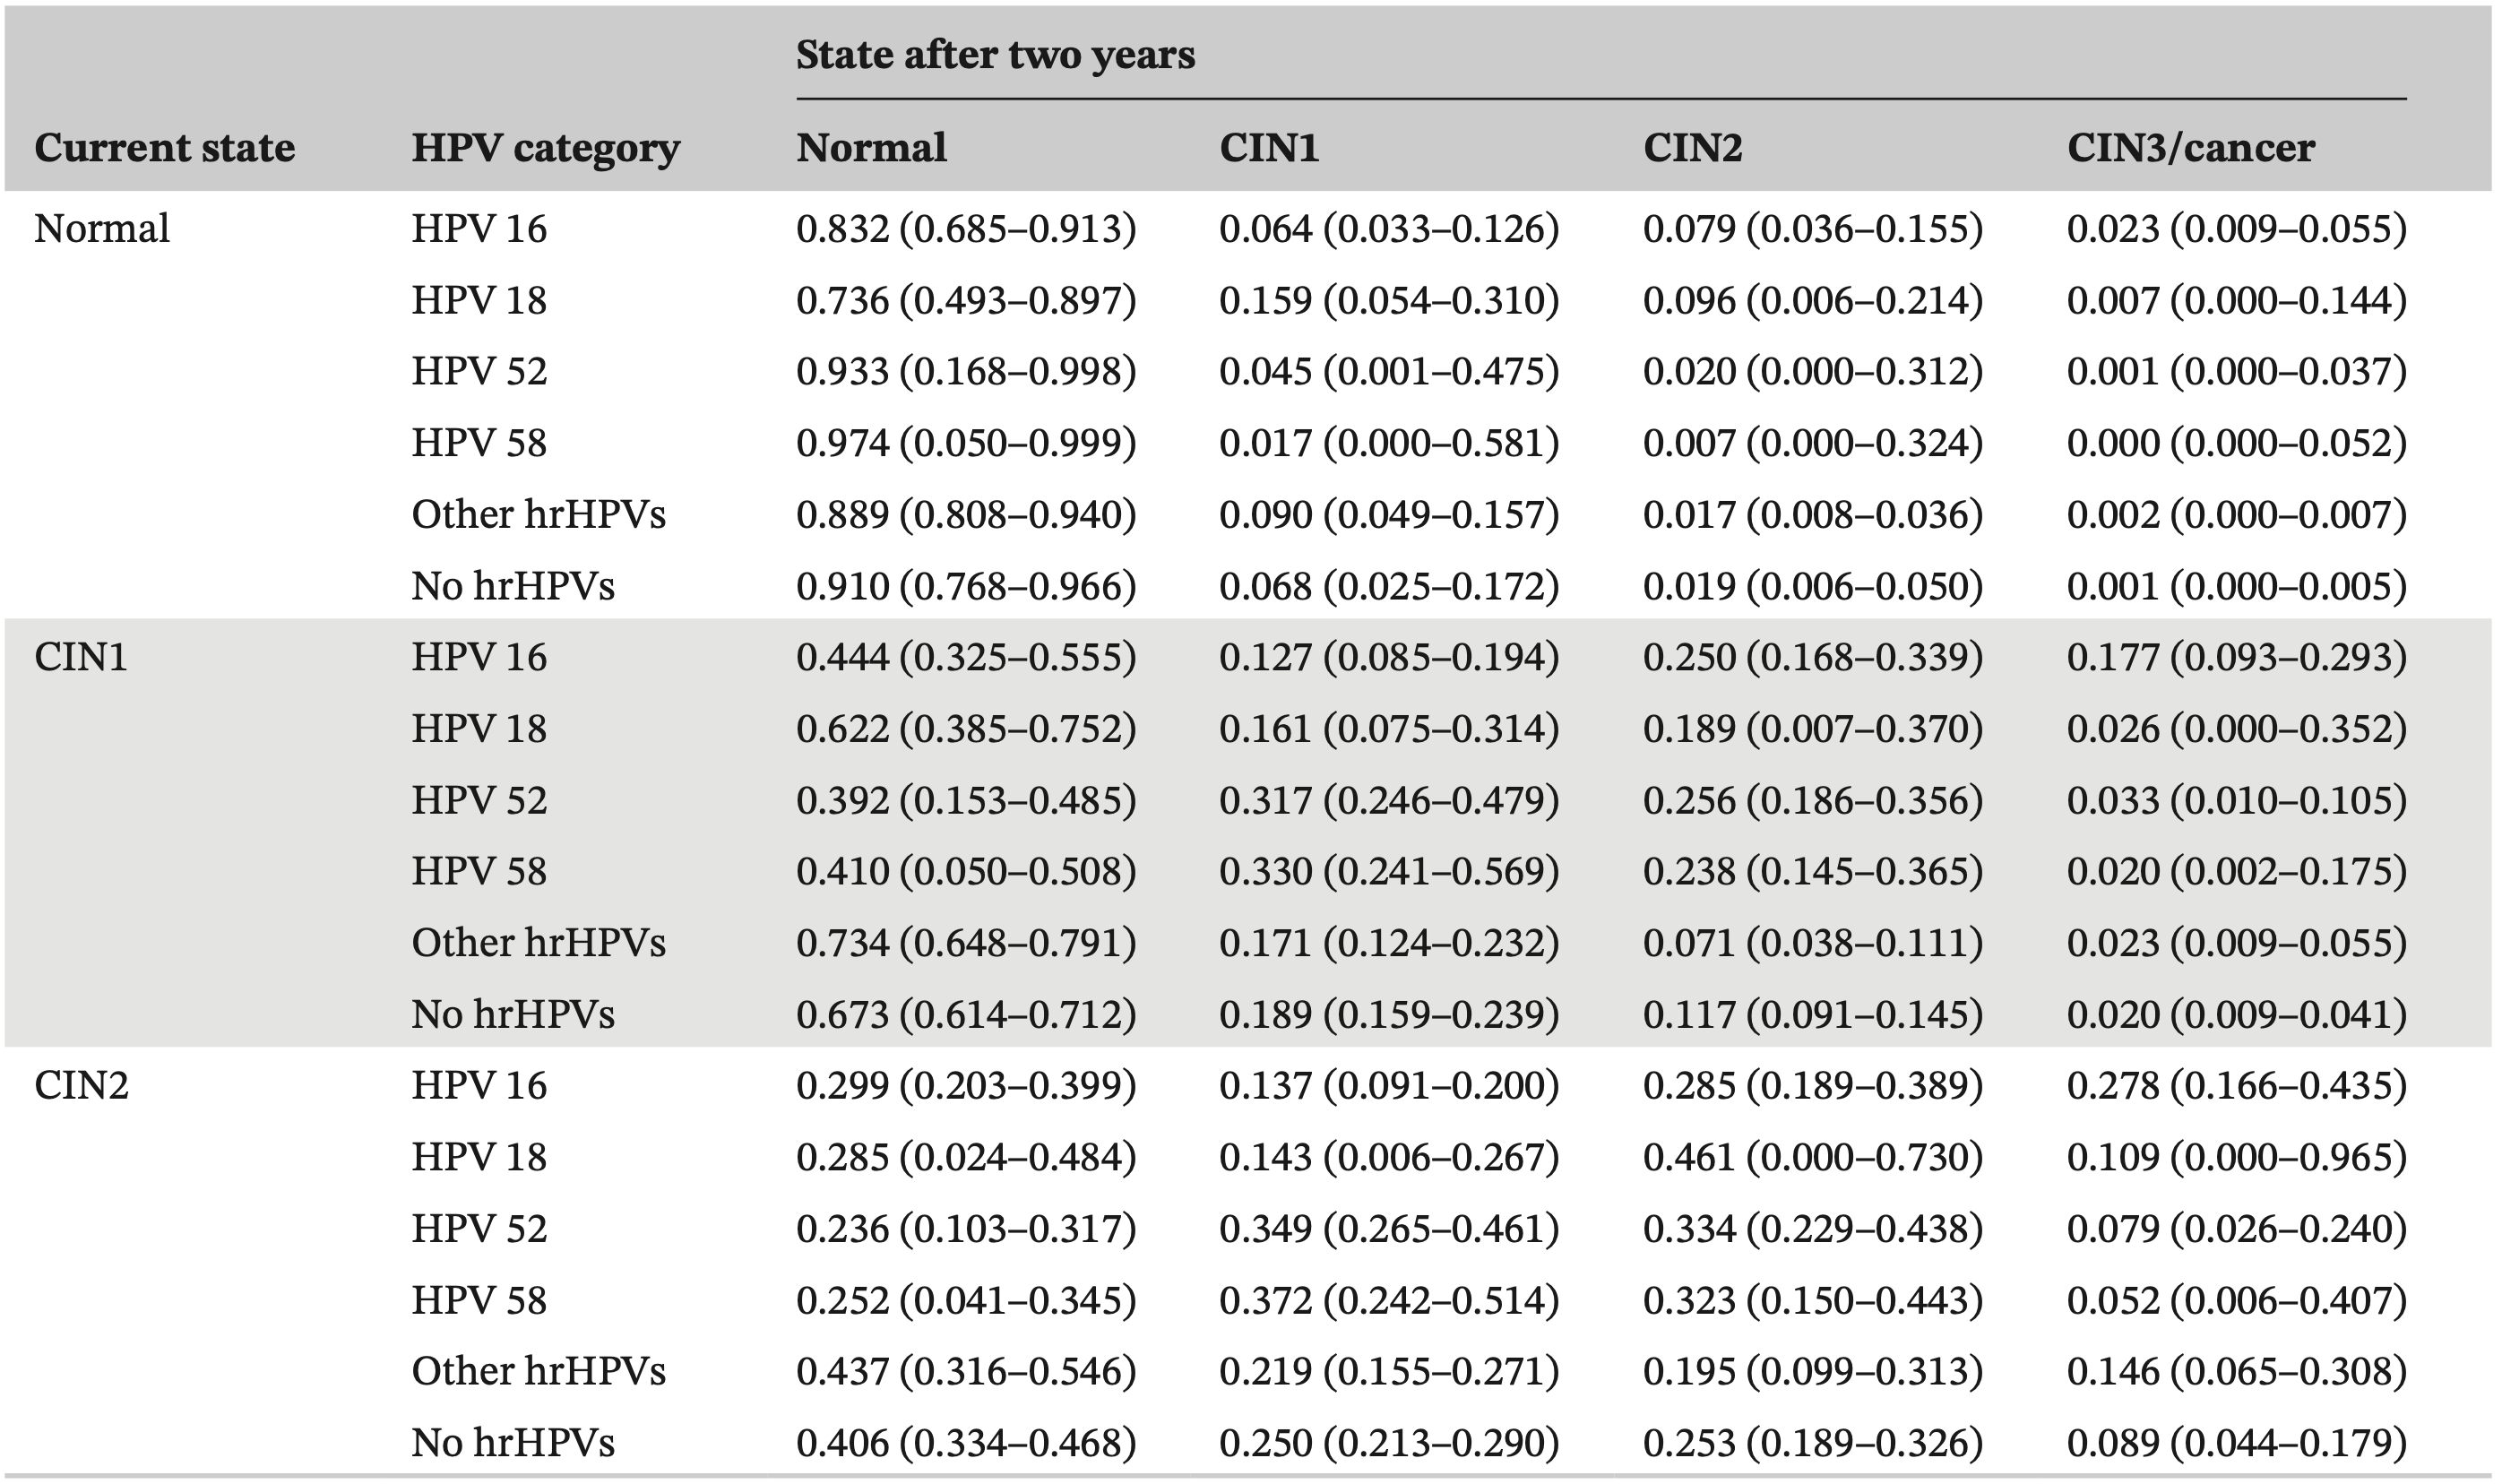 State after two years
Current state HPV category Normal CIN1 CIN2 CIN3/cancer
Normal HPV 16 0.832 (0.685–0.913) 0.064 (0.033–0.126) 0.079 (0.036–0.155) 0.023 (0.009–0.055)
HPV 18 0.736 (0.493–0.897) 0.159 (0.054–0.310) 0.096 (0.006–0.214) 0.007 (0.000–0.144)
HPV 52 0.933 (0.168–0.998) 0.045 (0.001–0.475) 0.020 (0.000–0.312) 0.001 (0.000–0.037)
HPV 58 0.974 (0.050–0.999) 0.017 (0.000–0.581) 0.007 (0.000–0.324) 0.000 (0.000–0.052)
Other hrHPVs 0.889 (0.808–0.940) 0.090 (0.049–0.157) 0.017 (0.008–0.036) 0.002 (0.000–0.007)
No hrHPVs 0.910 (0.768–0.966) 0.068 (0.025–0.172) 0.019 (0.006–0.050) 0.001 (0.000–0.005)
CIN1 HPV 16 0.444 (0.325–0.555) 0.127 (0.085–0.194) 0.250 (0.168–0.339) 0.177 (0.093–0.293)
HPV 18 0.622 (0.385–0.752) 0.161 (0.075–0.314) 0.189 (0.007–0.370) 0.026 (0.000–0.352)
HPV 52 0.392 (0.153–0.485) 0.317 (0.246–0.479) 0.256 (0.186–0.356) 0.033 (0.010–0.105)
HPV 58 0.410 (0.050–0.508) 0.330 (0.241–0.569) 0.238 (0.145–0.365) 0.020 (0.002–0.175)
Other hrHPVs 0.734 (0.648–0.791) 0.171 (0.124–0.232) 0.071 (0.038–0.111) 0.023 (0.009–0.055)
No hrHPVs 0.673 (0.614–0.712) 0.189 (0.159–0.239) 0.117 (0.091–0.145) 0.020 (0.009–0.041)
CIN2 HPV 16 0.299 (0.203–0.399) 0.137 (0.091–0.200) 0.285 (0.189–0.389) 0.278 (0.166–0.435)
HPV 18 0.285 (0.024–0.484) 0.143 (0.006–0.267) 0.461 (0.000–0.730) 0.109 (0.000–0.965)
HPV 52 0.236 (0.103–0.317) 0.349 (0.265–0.461) 0.334 (0.229–0.438) 0.079 (0.026–0.240)
HPV 58 0.252 (0.041–0.345) 0.372 (0.242–0.514) 0.323 (0.150–0.443) 0.052 (0.006–0.407)
Other hrHPVs 0.437 (0.316–0.546) 0.219 (0.155–0.271) 0.195 (0.099–0.313) 0.146 (0.065–0.308)
No hrHPVs 0.406 (0.334–0.468) 0.250 (0.213–0.290) 0.253 (0.189–0.326) 0.089 (0.044–0.179)